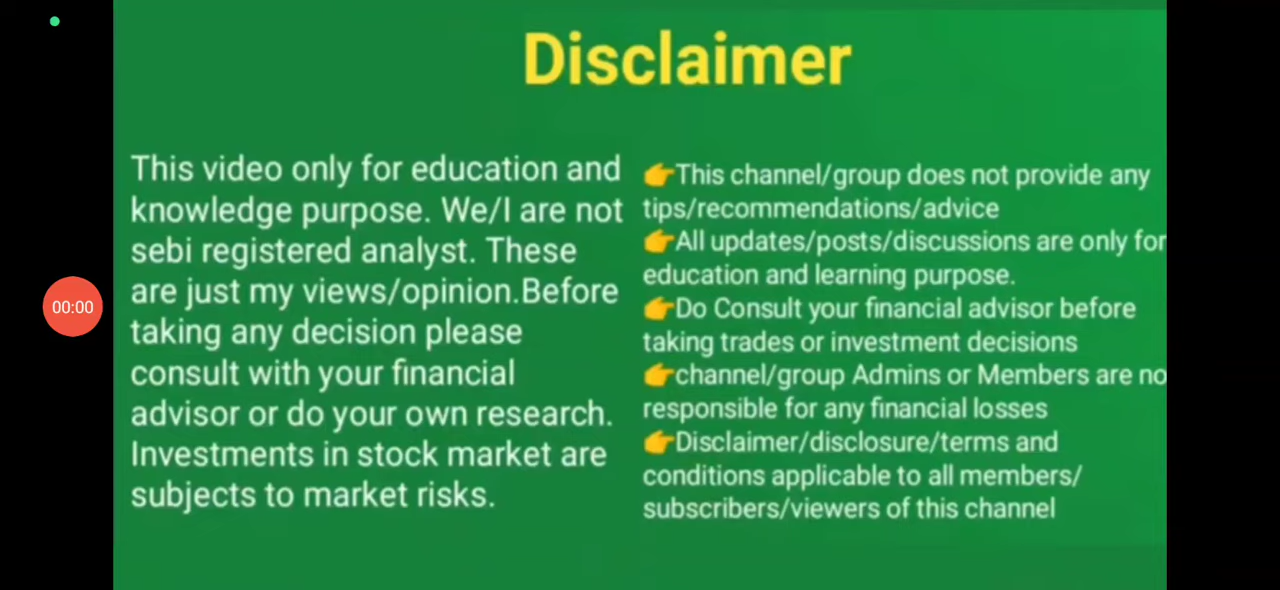 Disclaimer
This video only for education and
knowledge purpose. We/I are not
sebi registered analyst. These
are just my views/opinion.Before
taking any decision please
consult with your financial
advisor or do your own research.
Investments in stock market are
subjects to market risks.
👉This channel/group does not provide any
tips/recommendations/advice
👉All updates/posts/discussions are only for
education and learning purpose.
👉Do Consult your financial advisor before
taking trades or investment decisions
👉channel/group Admins or Members are no
responsible for any financial losses
👉Disclaimer/disclosure/terms and
conditions applicable to all members/
subscribers/viewers of this channel
00:00